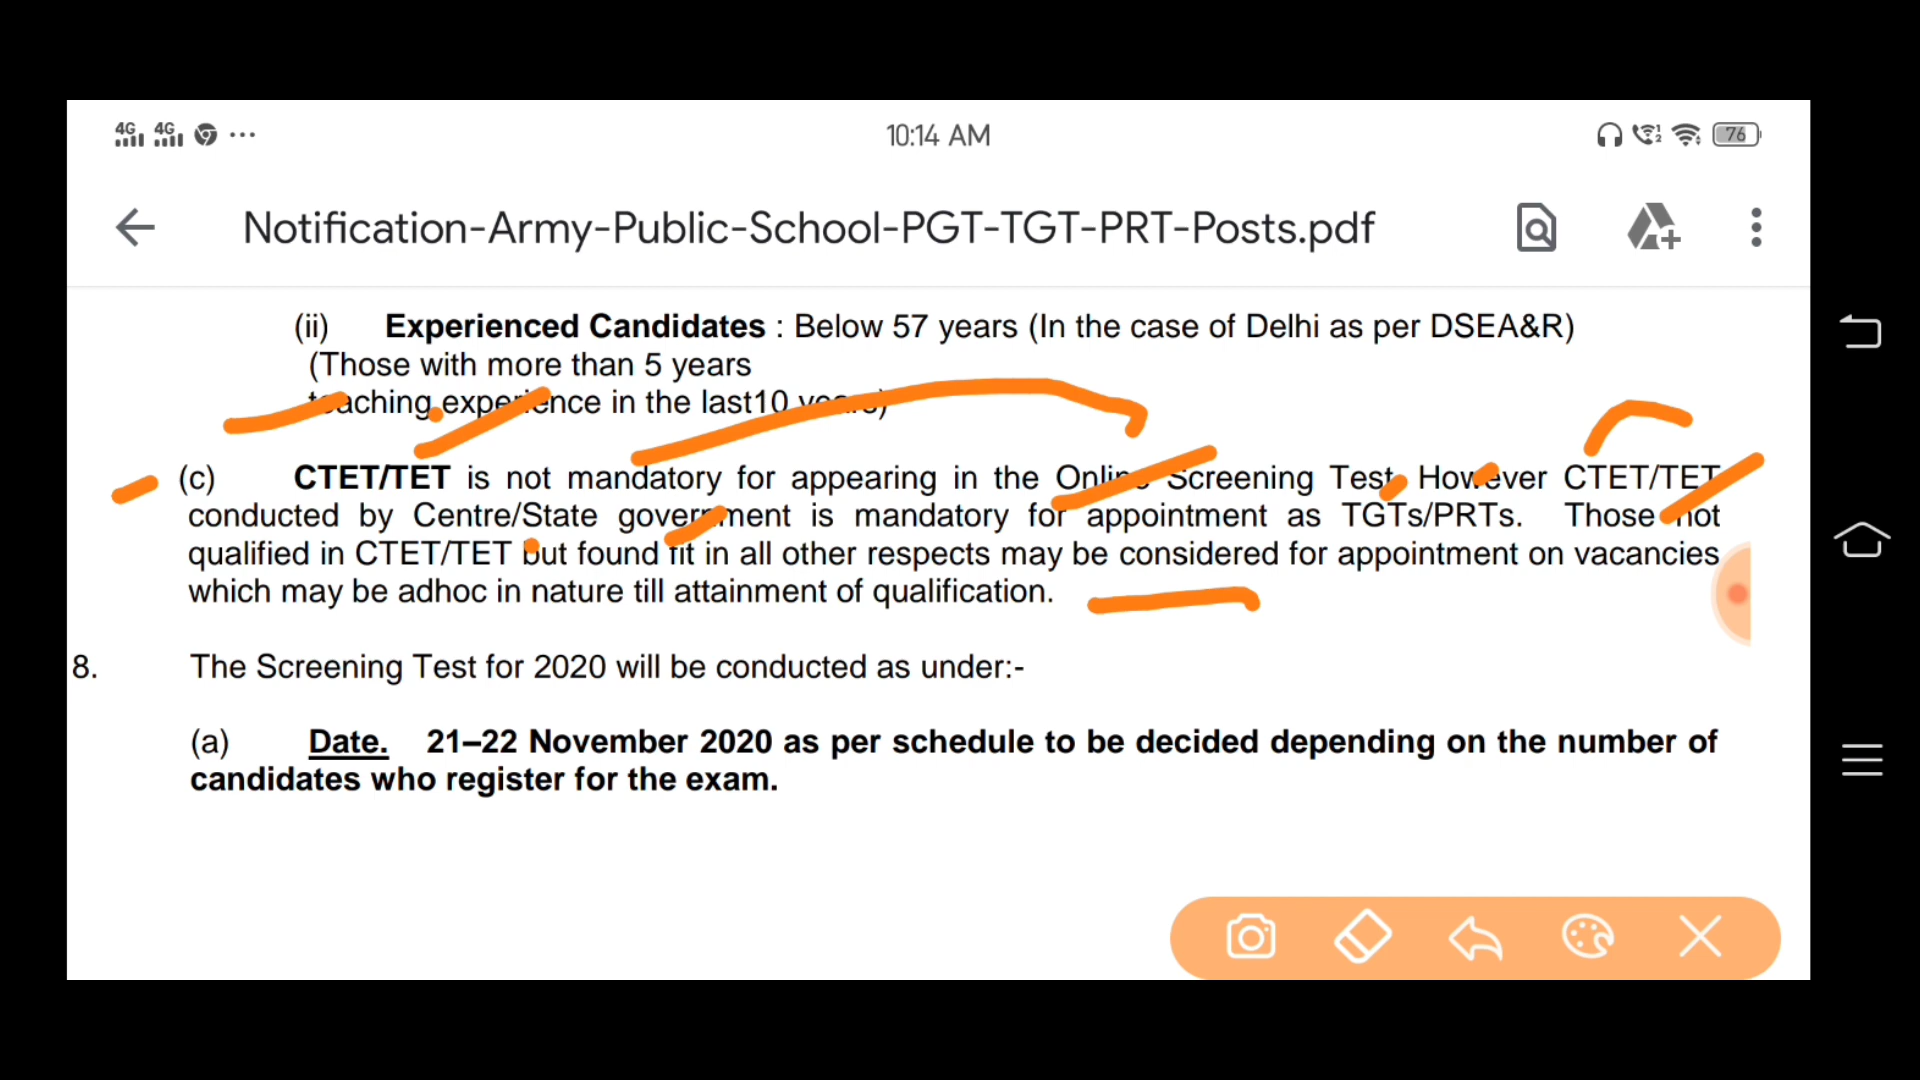 4G 4G ... 10:14 AM 76
Notification-Army-Public-School-PGT-TGT-PRT-Posts.pdf
(ii) Experienced Candidates : Below 57 years (In the case of Delhi as per DSEA&R)
(Those with more than 5 years
teaching experience in the last10 years)
(c) CTET/TET is not mandatory for appearing in the Online Screening Test. However CTET/TET
conducted by Centre/State government is mandatory for appointment as TGTs/PRTs. Those not
qualified in CTET/TET but found fit in all other respects may be considered for appointment on vacancies
which may be adhoc in nature till attainment of qualification.
8. The Screening Test for 2020 will be conducted as under:-
(a) Date. 21–22 November 2020 as per schedule to be decided depending on the number of
candidates who register for the exam.